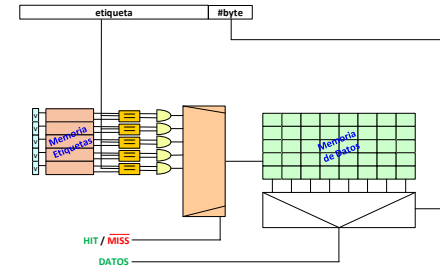 etiqueta #byte
v
v
v
v
v
Memoria
Etiquetas
=
=
=
=
=
Memoria
de Datos
HIT / MISS
DATOS